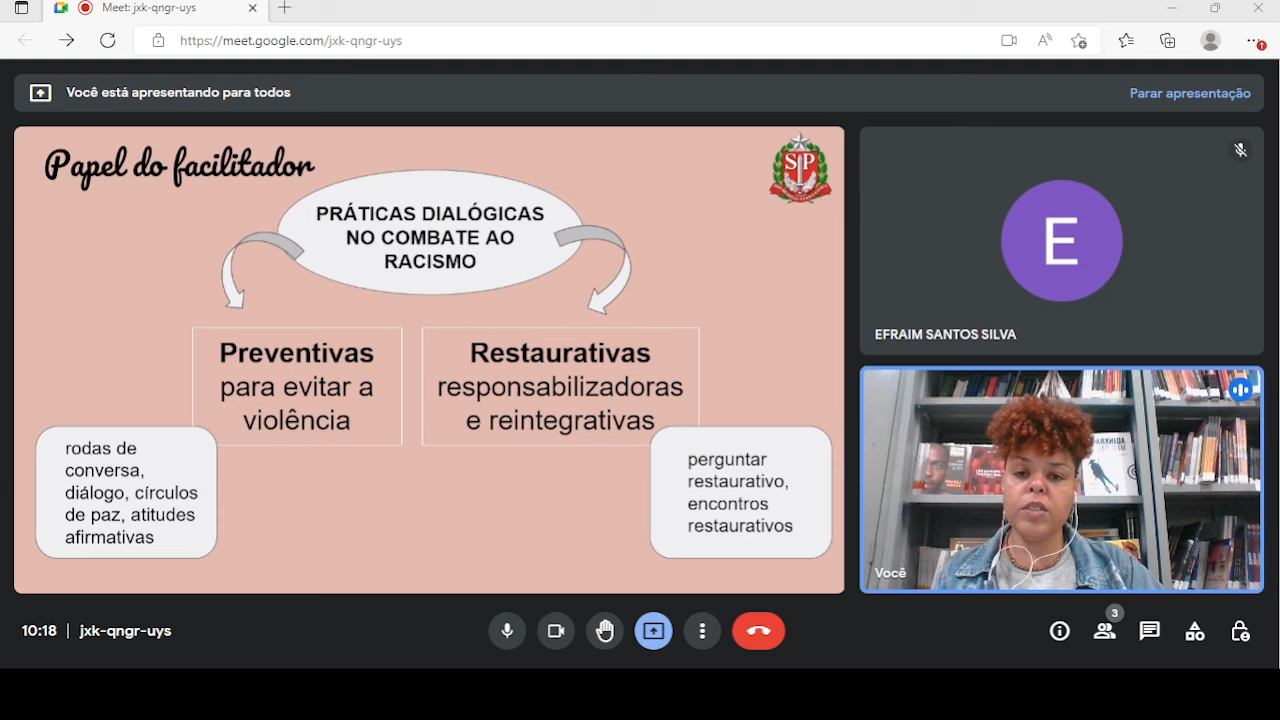 Meet: jxk-qngr-uys
https://meet.google.com/jxk-qngr-uys
Você está apresentando para todos
Parar apresentação
Papel do facilitador
SP
PRÁTICAS DIALÓGICAS
NO COMBATE AO
RACISMO
Preventivas
para evitar a
violência
Restaurativas
responsabilizadoras
e reintegrativas
rodas de
conversa,
diálogo, círculos
de paz, atitudes
afirmativas
perguntar
restaurativo,
encontros
restaurativos
E
EFRAIM SANTOS SILVA
Você
10:18 | jxk-qngr-uys
3